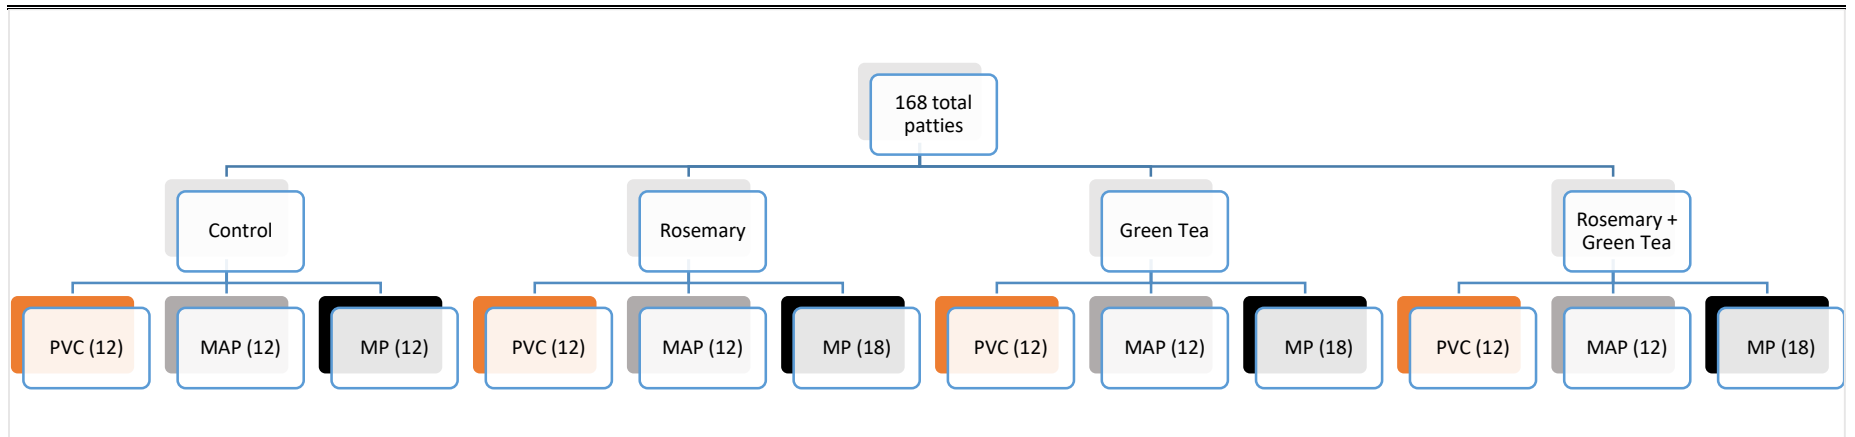 168 total
patties
Control
Rosemary
Green Tea
Rosemary +
Green Tea
PVC (12)
MAP (12)
MP (12)
PVC (12)
MAP (12)
MP (18)
PVC (12)
MAP (12)
MP (18)
PVC (12)
MAP (12)
MP (18)